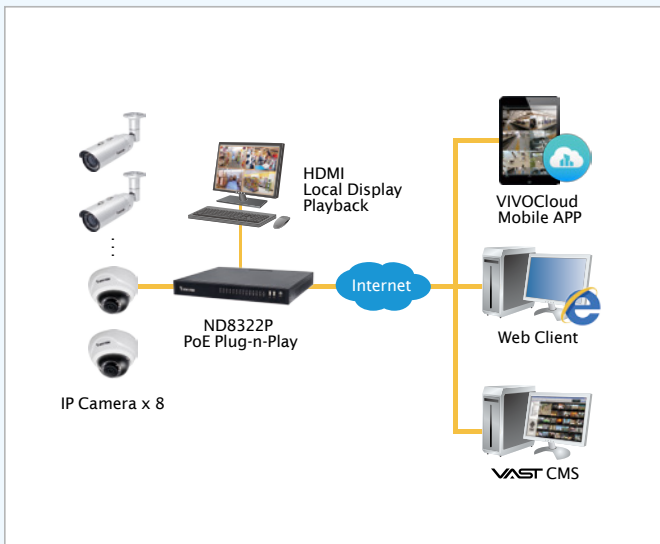 HDMI
Local Display
Playback
ND8322P
PoE Plug-n-Play
IP Camera x 8
Internet
VIVOCloud
Mobile APP
Web Client
VAST CMS